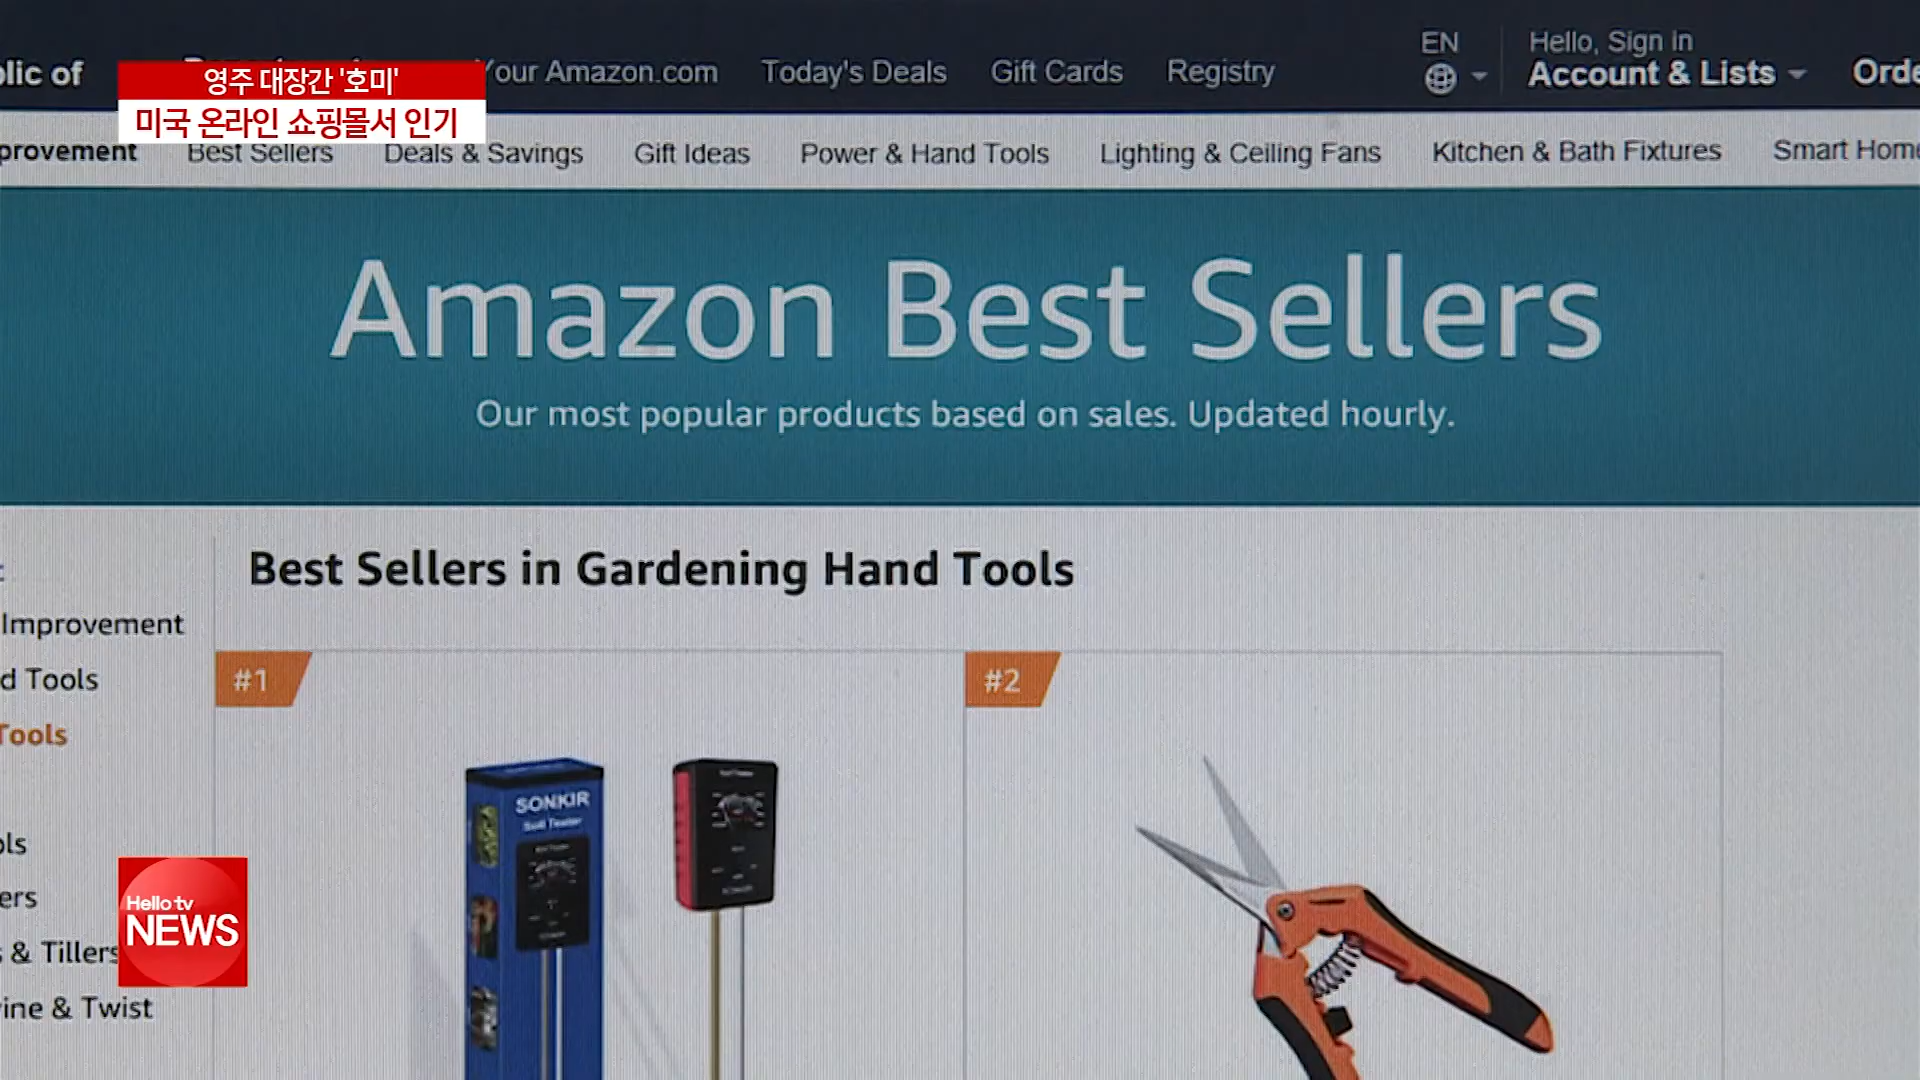 영주 대장간 '호미'
미국 온라인 쇼핑몰서 인기
lic of
Your Amazon.com
Today's Deals
Gift Cards
Registry
EN
Hello, Sign in
Account & Lists
Orde
provement
Best Sellers
Deals & Savings
Gift Ideas
Power & Hand Tools
Lighting & Ceiling Fans
Kitchen & Bath Fixtures
Smart Home
Amazon Best Sellers
Our most popular products based on sales. Updated hourly.
Best Sellers in Gardening Hand Tools
Improvement
d Tools
Tools
ols
ers
s & Tillers
ine & Twist
#1
#2
SONKIR
Soil Tester
Hello tv
NEWS